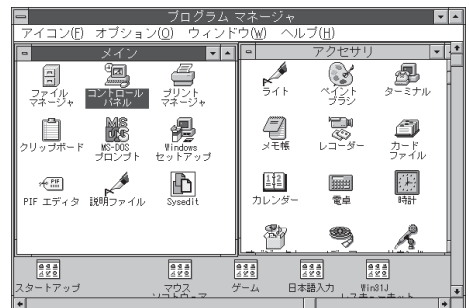 プログラム マネージャ
アイコン(F) オプション(O) ウィンドウ(W) ヘルプ(H)
メイン
ファイル
マネージャ
コントロール
パネル
プリント
マネージャ
クリップボード
MS-DOS
プロンプト
Windows
セットアップ
PIF エディタ
説明ファイル
Sysedit
アクセサリ
ライト
ペイント
ブラシ
ターミナル
メモ帳
レコーダー
カード
ファイル
カレンダー
電卓
時計
スタートアップ
マウス
ソフトウェア
ゲーム
日本語入力
Win31J